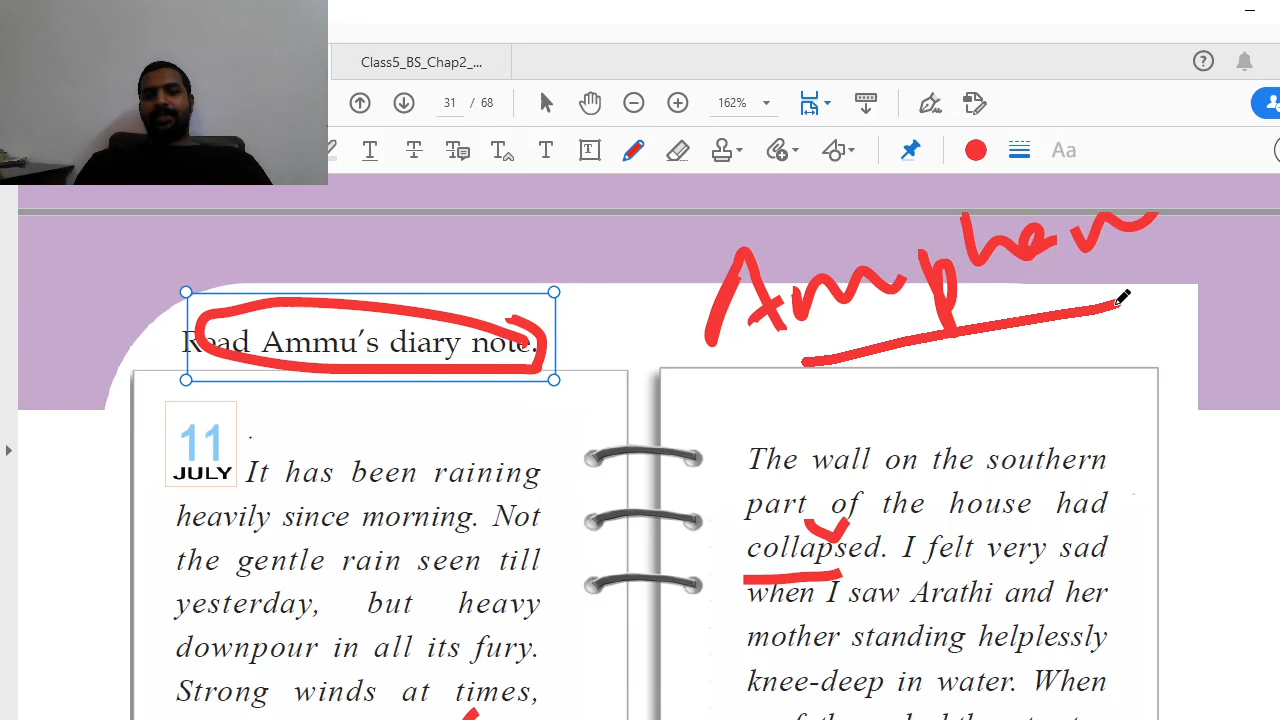 Class5_BS_Chap2_...
31 / 68
162%
Aa
Amphan
Read Ammu's diary note.
11
JULY
It has been raining
heavily since morning. Not
the gentle rain seen till
yesterday, but heavy
downpour in all its fury.
Strong winds at times,
The wall on the southern
part of the house had
collapsed. I felt very sad
when I saw Arathi and her
mother standing helplessly
knee-deep in water. When